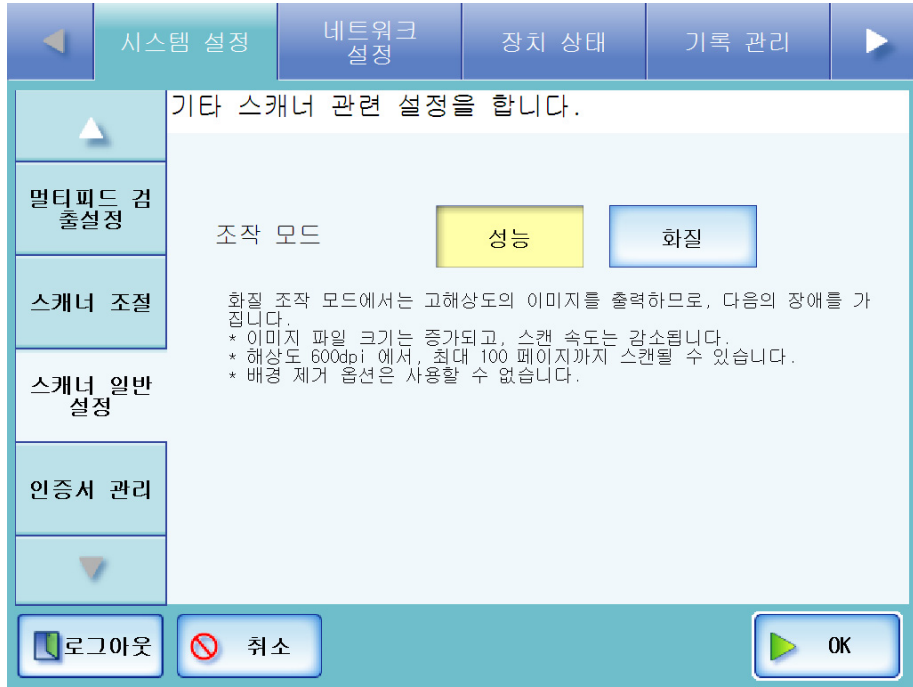 시스템 설정
네트워크
설정
장치 상태
기록 관리
기타 스캐너 관련 설정을 합니다.
멀티피드 검
출설정
스캐너 조절
스캐너 일반
설정
인증서 관리
조작 모드
성능
화질
화질 조작 모드에서는 고해상도의 이미지를 출력하므로, 다음의 장애를 가
집니다.
* 이미지 파일 크기는 증가되고, 스캔 속도는 감소됩니다.
* 해상도 600dpi 에서, 최대 100 페이지까지 스캔될 수 있습니다.
* 배경 제거 옵션은 사용할 수 없습니다.
로그아웃
취소
OK